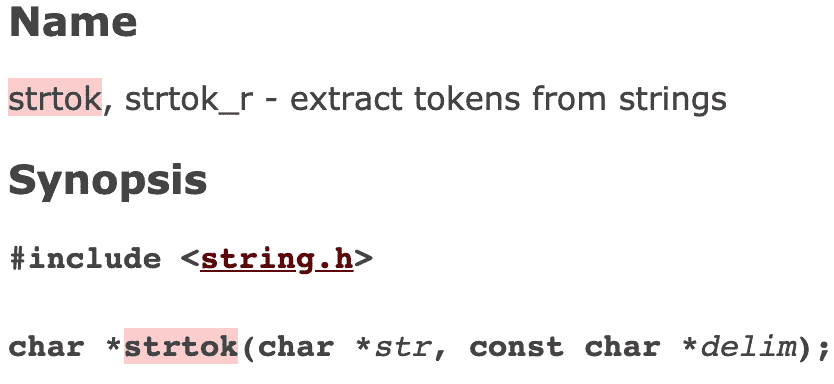 Name
strtok, strtok_r - extract tokens from strings
Synopsis
#include <string.h>
char *strtok(char *str, const char *delim);